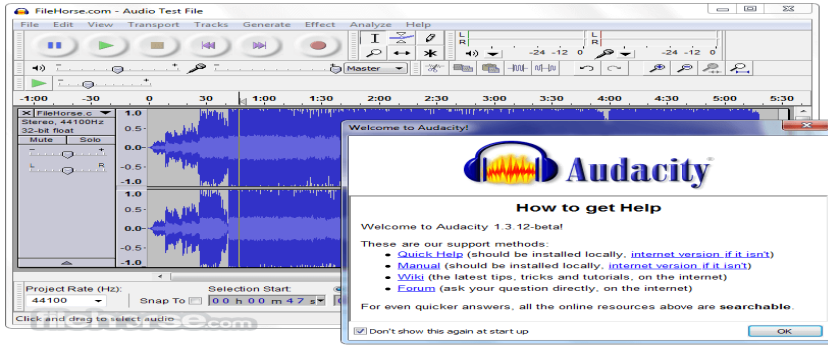 FileHorse.com - Audio Test File
File Edit View Transport Tracks Generate Effect Analyze Help
L
R
-24 -12 0
L
R
-24 -12 0
Master
-1:00 -30 0 30 1:00 1:30 2:00 2:30 3:00 3:30 4:00 4:30 5:00 5:30
FileHorse.c
Stereo, 44100Hz
32-bit float
Mute Solo
- +
L R
1.0
0.5
0.0
-0.5
-1.0
1.0
0.5
0.0
-0.5
-1.0
Welcome to Audacity!
Audacity
How to get Help
Welcome to Audacity 1.3.12-beta!
These are our support methods:
• Quick Help (should be installed locally, internet version if it isn't)
• Manual (should be installed locally, internet version if it isn't)
• Wiki (the latest tips, tricks and tutorials, on the internet)
• Forum (ask your question directly, on the internet)
For even quicker answers, all the online resources above are searchable.
Don't show this again at start up
OK
Project Rate (Hz): Selection Start:
44100 Snap To 00 h 00 m 47 s
Click and drag to select audio
fileHorse.com